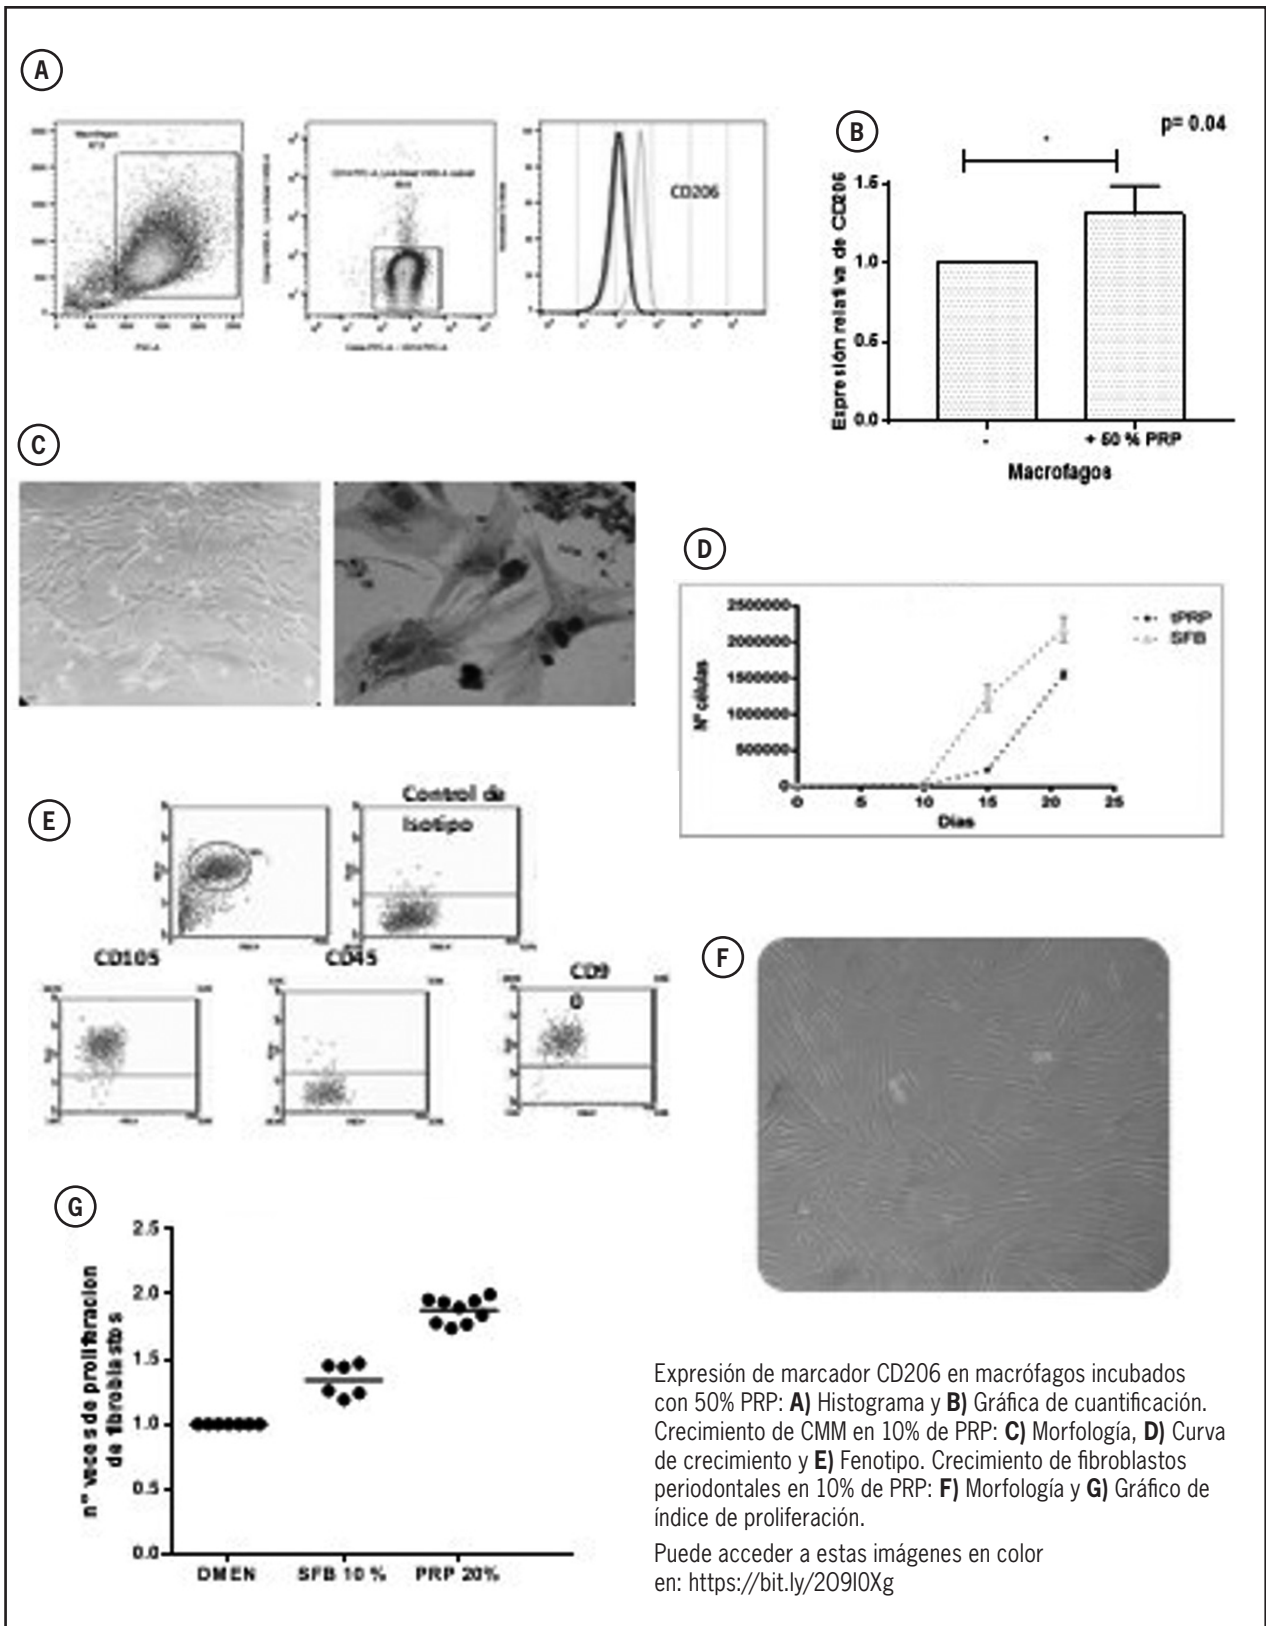 A
Macrófagos
CD206
B
p= 0.04
*
Expresión relativa de CD206
1.5
1.0
0.5
0.0
-
+ 50 % PRP
Macrofagos
C
D
2500000
2000000
1500000
1000000
500000
0
Nº células
tPRP
SFB
0
5
10
15
20
25
Días
E
Control de
Isotipo
CD105
CD45
CD9
0
F
G
nº veces de proliferacion
de fibroblastos
2.5
2.0
1.5
1.0
0.5
0.0
DMEN
SFB 10 %
PRP 20%
Expresión de marcador CD206 en macrófagos incubados
con 50% PRP: A) Histograma y B) Gráfica de cuantificación.
Crecimiento de CMM en 10% de PRP: C) Morfología, D) Curva
de crecimiento y E) Fenotipo. Crecimiento de fibroblastos
periodontales en 10% de PRP: F) Morfología y G) Gráfico de
índice de proliferación.
Puede acceder a estas imágenes en color
en: https://bit.ly/2O9l0Xg